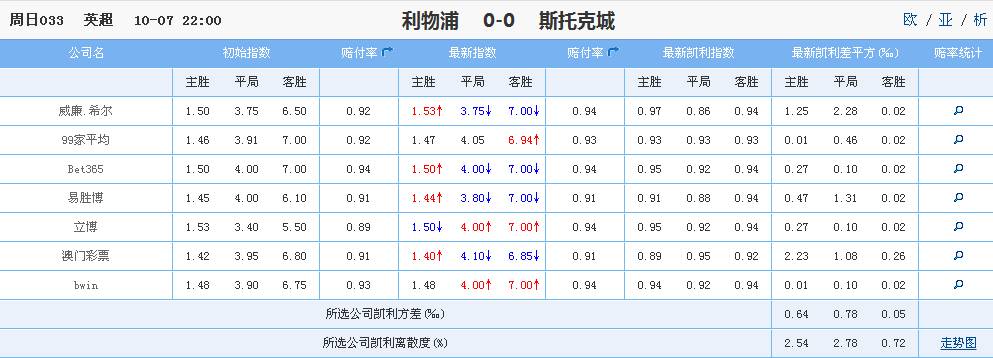 周日033 英超 10-07 22:00 利物浦 0-0 斯托克城 欧 / 亚 / 析
公司名 初始指数 赔付率 最新指数 赔付率 最新凯利指数 最新凯利差平方(‰) 赔率统计
主胜 平局 客胜 主胜 平局 客胜 主胜 平局 客胜 主胜 平局 客胜
威廉.希尔 1.50 3.75 6.50 0.92 1.53↑ 3.75↓ 7.00↓ 0.94 0.97 0.86 0.94 1.25 2.28 0.02
99家平均 1.46 3.91 7.00 0.92 1.47 4.05 6.94↑ 0.93 0.93 0.93 0.93 0.01 0.46 0.02
Bet365 1.50 4.00 7.00 0.94 1.50↑ 4.00↓ 7.00↓ 0.94 0.95 0.92 0.94 0.27 0.10 0.02
易胜博 1.45 4.00 6.10 0.91 1.44↑ 3.80↓ 7.00↓ 0.91 0.91 0.88 0.94 0.47 1.31 0.02
立博 1.53 3.40 5.50 0.89 1.50↓ 4.00↑ 7.00↑ 0.94 0.95 0.92 0.94 0.27 0.10 0.02
澳门彩票 1.42 3.95 6.80 0.91 1.40↑ 4.10↓ 6.85↓ 0.91 0.89 0.95 0.92 2.23 1.08 0.26
bwin 1.48 3.90 6.75 0.93 1.48 4.00↑ 7.00↑ 0.94 0.94 0.92 0.94 0.01 0.10 0.02
所选公司凯利方差(‰) 0.64 0.78 0.05
所选公司凯利离散度(%) 2.54 2.78 0.72 走势图